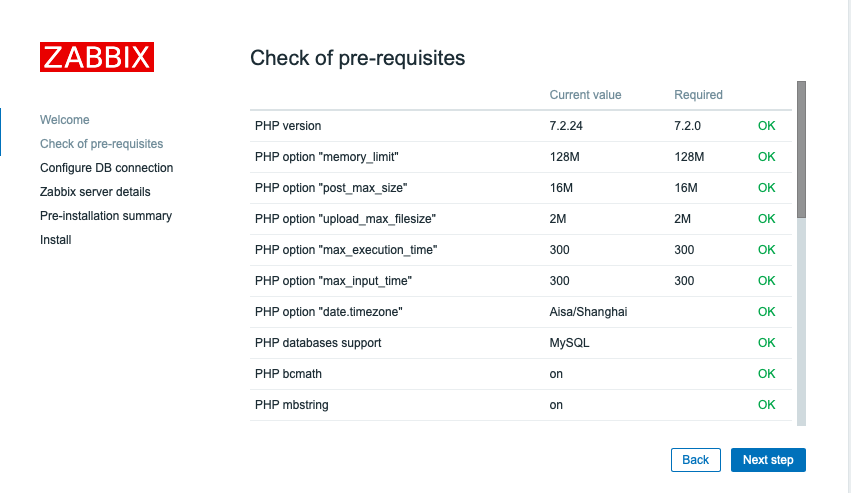 ZABBIX
Check of pre-requisites
Welcome
Check of pre-requisites
Configure DB connection
Zabbix server details
Pre-installation summary
Install
Current value Required
PHP version 7.2.24 7.2.0 OK
PHP option "memory_limit" 128M 128M OK
PHP option "post_max_size" 16M 16M OK
PHP option "upload_max_filesize" 2M 2M OK
PHP option "max_execution_time" 300 300 OK
PHP option "max_input_time" 300 300 OK
PHP option "date.timezone" Aisa/Shanghai OK
PHP databases support MySQL OK
PHP bcmath on OK
PHP mbstring on OK
Back Next step